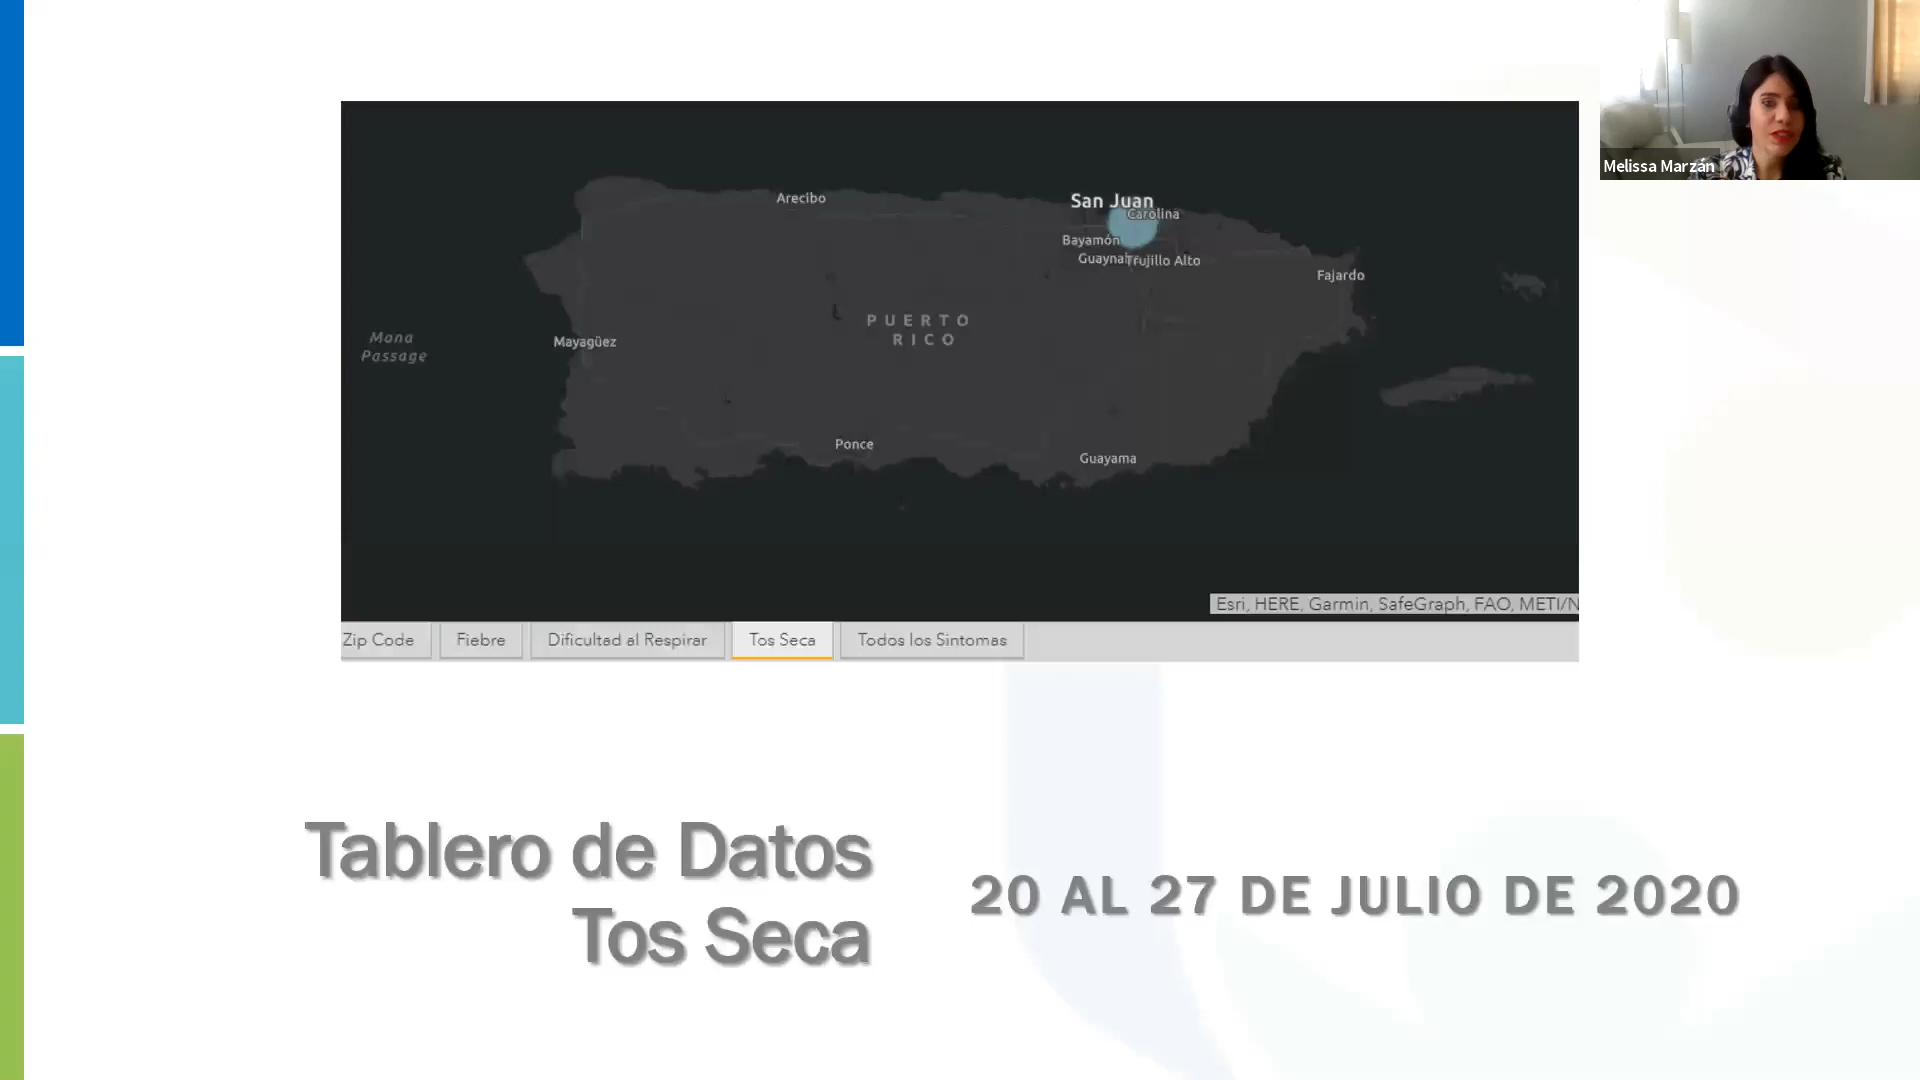 Melissa Marzán
Arecibo
San Juan
Carolina
Bayamón
Trujillo Alto
Fajardo
PUERTO
RICO
Mona
Passage
Mayagüez
Ponce
Guayama
Esri, HERE, Garmin, SafeGraph, FAO, METI/N
Zip Code
Fiebre
Dificultad al Respirar
Tos Seca
Todos los Sintomas
Tablero de Datos
Tos Seca
20 AL 27 DE JULIO DE 2020